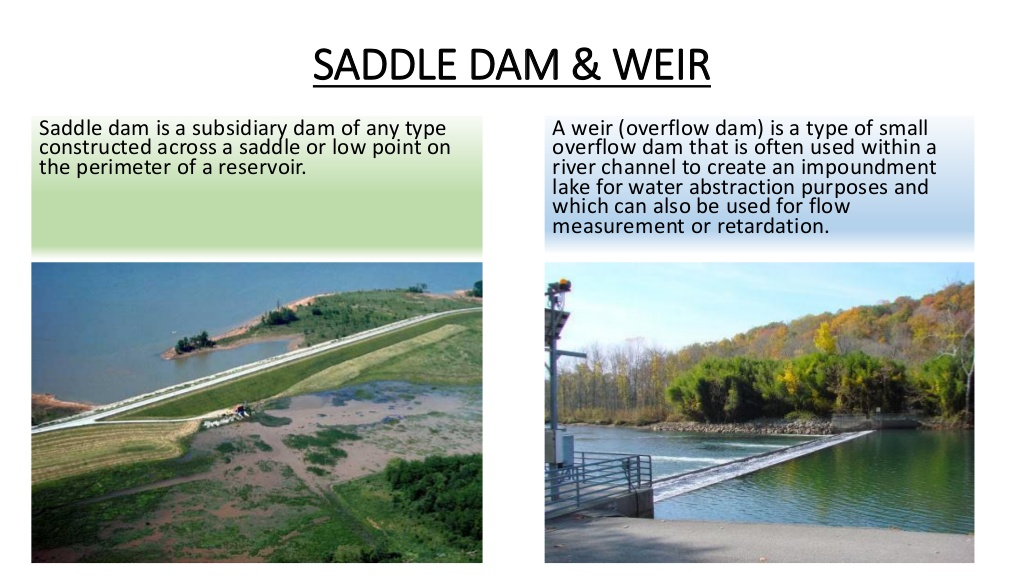 SADDLE DAM & WEIR
Saddle dam is a subsidiary dam of any type
constructed across a saddle or low point on
the perimeter of a reservoir.
A weir (overflow dam) is a type of small
overflow dam that is often used within a
river channel to create an impoundment
lake for water abstraction purposes and
which can also be used for flow
measurement or retardation.